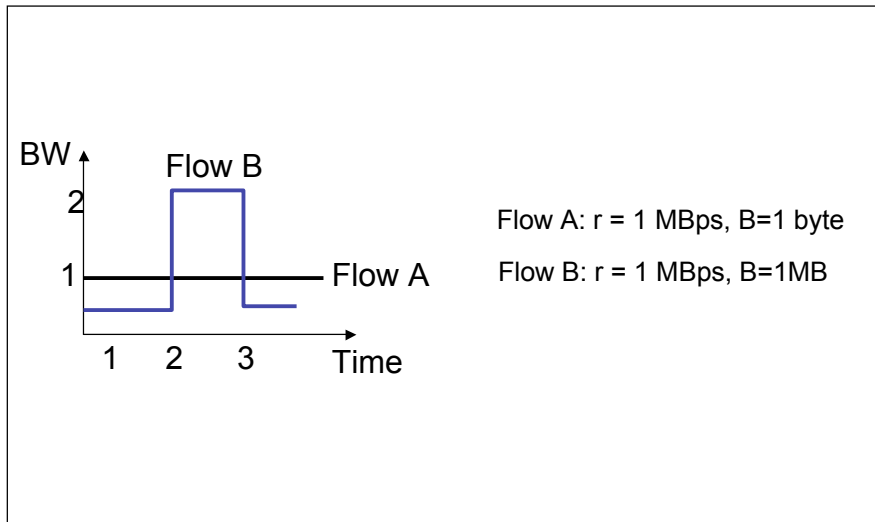 BW
Flow B
2
1
Flow A
1 2 3
Time
Flow A: r = 1 MBps, B=1 byte
Flow B: r = 1 MBps, B=1MB